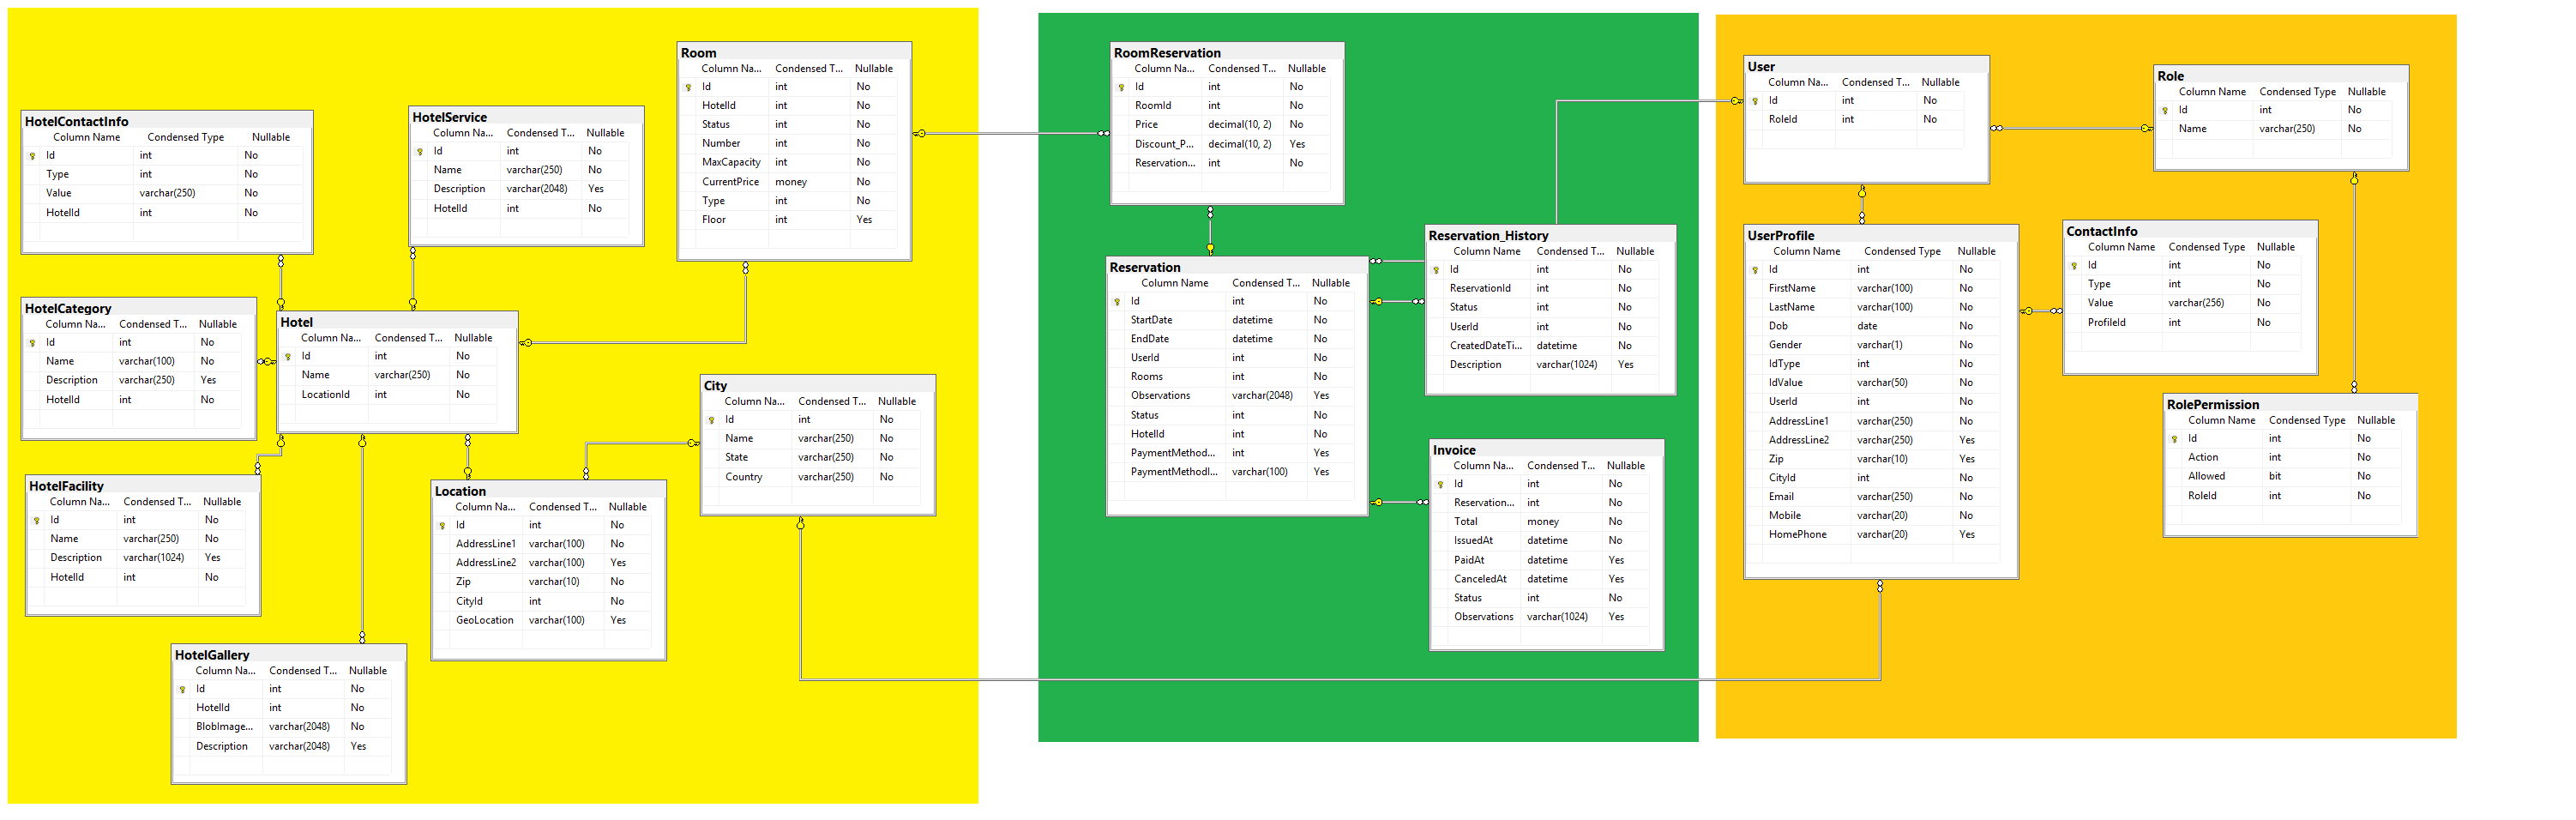 HotelContactInfo
Column Name Condensed Type Nullable
Id int No
Type int No
Value varchar(250) No
HotelId int No
HotelService
Column Na... Condensed T... Nullable
Id int No
Name varchar(250) No
Description varchar(2048) Yes
HotelId int No
Room
Column Na... Condensed T... Nullable
Id int No
HotelId int No
Status int No
Number int No
MaxCapacity int No
CurrentPrice money No
Type int No
Floor int Yes
HotelCategory
Column Na... Condensed T... Nullable
Id int No
Name varchar(100) No
Description varchar(250) Yes
HotelId int No
Hotel
Column Na... Condensed T... Nullable
Id int No
Name varchar(250) No
LocationId int No
City
Column Na... Condensed T... Nullable
Id int No
Name varchar(250) No
State varchar(250) No
Country varchar(250) No
HotelFacility
Column Na... Condensed T... Nullable
Id int No
Name varchar(250) No
Description varchar(1024) Yes
HotelId int No
Location
Column Na... Condensed T... Nullable
Id int No
AddressLine1 varchar(100) No
AddressLine2 varchar(100) Yes
Zip varchar(10) No
CityId int No
GeoLocation varchar(100) Yes
HotelGallery
Column Na... Condensed T... Nullable
Id int No
HotelId int No
BlobImage... varchar(2048) No
Description varchar(2048) Yes
RoomReservation
Column Na... Condensed T... Nullable
Id int No
RoomId int No
Price decimal(10, 2) No
Discount_P... decimal(10, 2) Yes
Reservation... int No
Reservation
Column Name Condensed T... Nullable
Id int No
StartDate datetime No
EndDate datetime No
UserId int No
Rooms int No
Observations varchar(2048) Yes
Status int No
HotelId int No
PaymentMethod... int Yes
PaymentMethodI... varchar(100) Yes
Reservation_History
Column Name Condensed T... Nullable
Id int No
ReservationId int No
Status int No
UserId int No
CreatedDateTi... datetime No
Description varchar(1024) Yes
Invoice
Column Na... Condensed T... Nullable
Id int No
Reservation... int No
Total money No
IssuedAt datetime No
PaidAt datetime Yes
CanceledAt datetime Yes
Status int No
Observations varchar(1024) Yes
User
Column Na... Condensed T... Nullable
Id int No
RoleId int No
Role
Column Name Condensed Type Nullable
Id int No
Name varchar(250) No
UserProfile
Column Name Condensed Type Nullable
Id int No
FirstName varchar(100) No
LastName varchar(100) No
Dob date No
Gender varchar(1) No
IdType int No
IdValue varchar(50) No
UserId int No
AddressLine1 varchar(250) No
AddressLine2 varchar(250) Yes
Zip varchar(10) Yes
CityId int No
Email varchar(250) No
Mobile varchar(20) No
HomePhone varchar(20) Yes
ContactInfo
Column Name Condensed Type Nullable
Id int No
Type int No
Value varchar(256) No
ProfileId int No
RolePermission
Column Name Condensed Type Nullable
Id int No
Action int No
Allowed bit No
RoleId int No